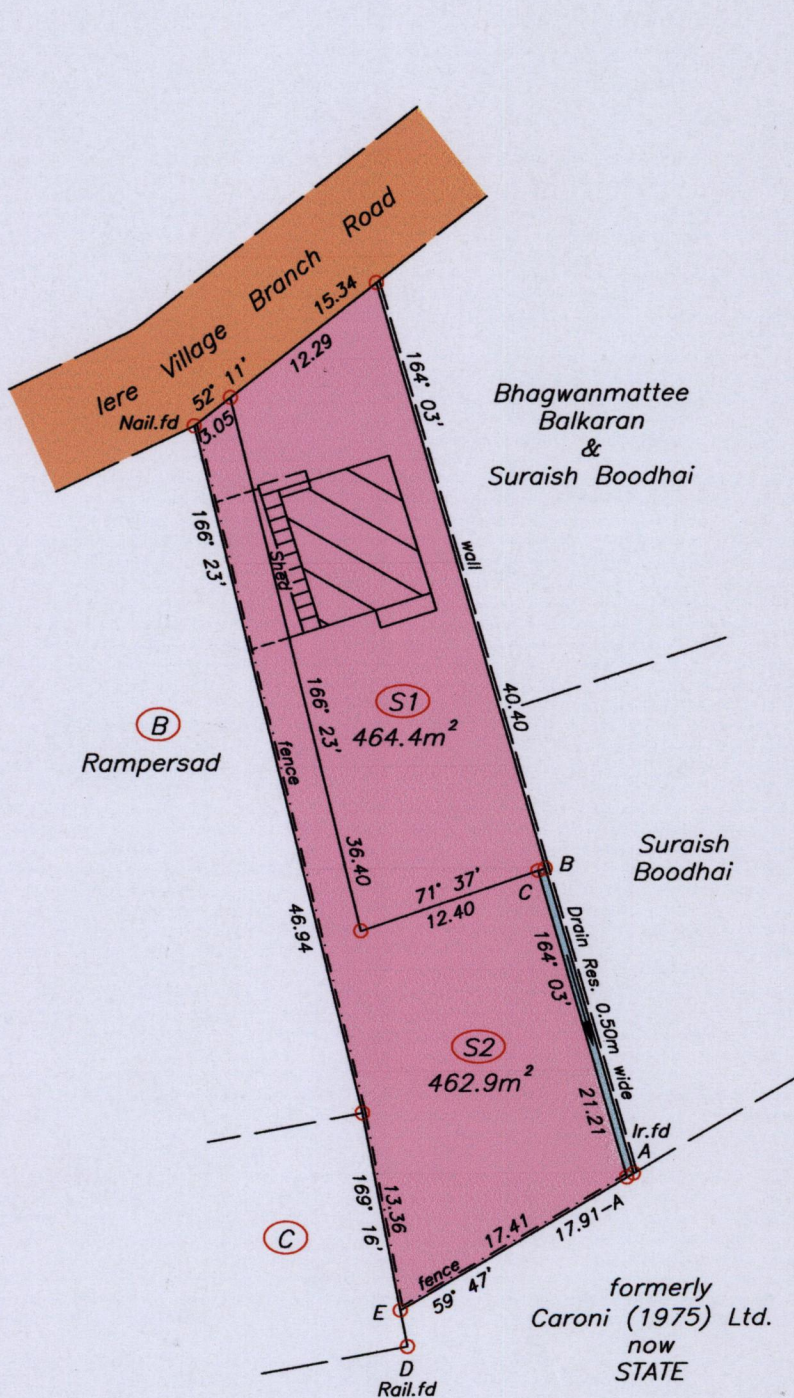 Iere Village Branch Road
15.34
52° 11'
12.29
Nail.fd
3.05
164° 03'
Bhagwanmattee
Balkaran
&
Suraish Boodhai
166° 23'
wall
Shed
S1
464.4m²
166° 23'
40.40
B
Rampersad
fence
36.40
Suraish
Boodhai
71° 37'
12.40
B
C
46.94
Drain Res. 0.50m wide
164° 03'
S2
462.9m²
21.21
Ir.fd
A
169° 16'
13.36
C
17.41
17.91-A
fence
59° 47'
E
formerly
Caroni (1975) Ltd.
now
STATE
D
Rail.fd